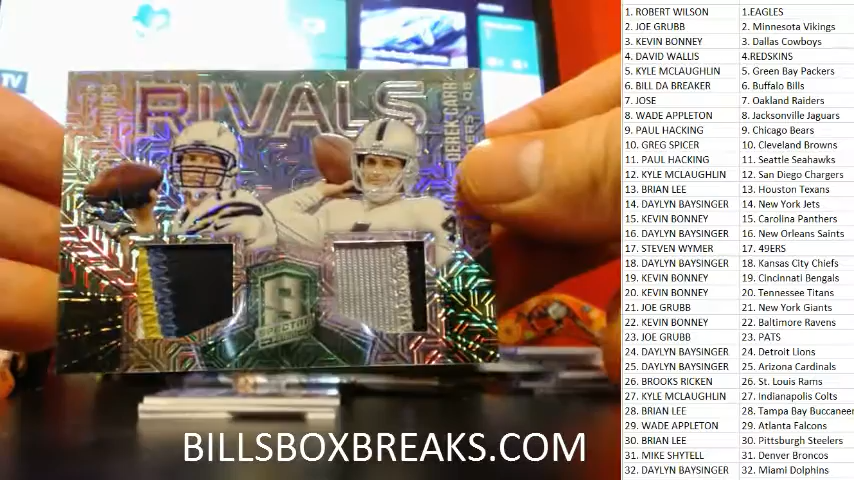 TV
RIVALS
DEREK CARR
SPECTRA
BILLSBOXBREAKS.COM
1. ROBERT WILSON 1.EAGLES
2. JOE GRUBB 2. Minnesota Vikings
3. KEVIN BONNEY 3. Dallas Cowboys
4. DAVID WALLIS 4.REDSKINS
5. KYLE MCLAUGHLIN 5. Green Bay Packers
6. BILL DA BREAKER 6. Buffalo Bills
7. JOSE 7. Oakland Raiders
8. WADE APPLETON 8. Jacksonville Jaguars
9. PAUL HACKING 9. Chicago Bears
10. GREG SPICER 10. Cleveland Browns
11. PAUL HACKING 11. Seattle Seahawks
12. KYLE MCLAUGHLIN 12. San Diego Chargers
13. BRIAN LEE 13. Houston Texans
14. DAYLYN BAYSINGER 14. New York Jets
15. KEVIN BONNEY 15. Carolina Panthers
16. DAYLYN BAYSINGER 16. New Orleans Saints
17. STEVEN WYMER 17. 49ERS
18. DAYLYN BAYSINGER 18. Kansas City Chiefs
19. KEVIN BONNEY 19. Cincinnati Bengals
20. KEVIN BONNEY 20. Tennessee Titans
21. JOE GRUBB 21. New York Giants
22. KEVIN BONNEY 22. Baltimore Ravens
23. JOE GRUBB 23. PATS
24. DAYLYN BAYSINGER 24. Detroit Lions
25. DAYLYN BAYSINGER 25. Arizona Cardinals
26. BROOKS RICKEN 26. St. Louis Rams
27. KYLE MCLAUGHLIN 27. Indianapolis Colts
28. BRIAN LEE 28. Tampa Bay Buccaneer
29. WADE APPLETON 29. Atlanta Falcons
30. BRIAN LEE 30. Pittsburgh Steelers
31. MIKE SHYTELL 31. Denver Broncos
32. DAYLYN BAYSINGER 32. Miami Dolphins